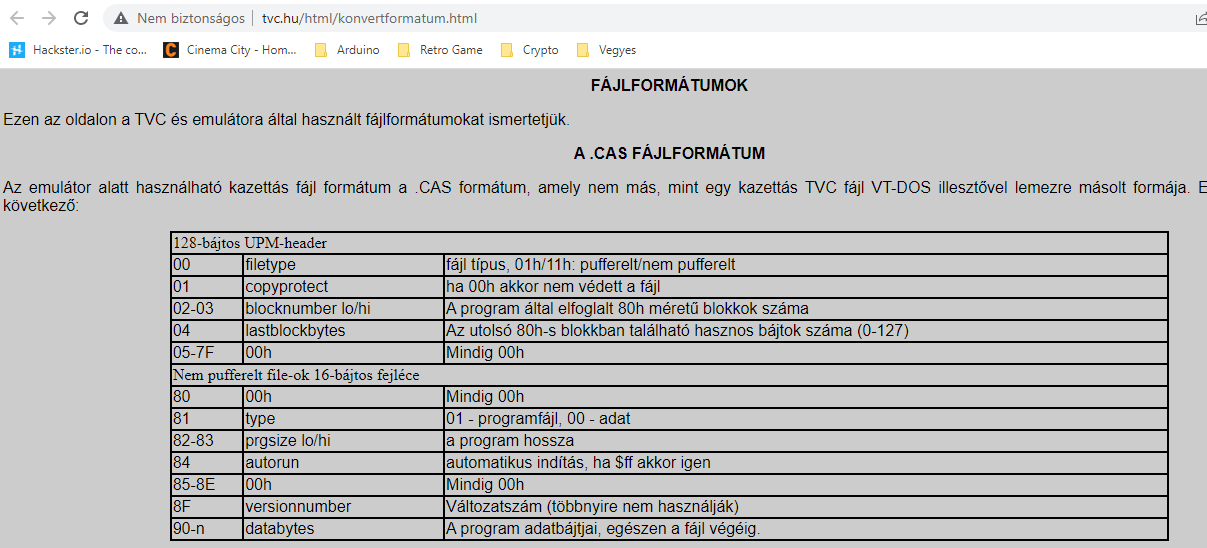 Nem biztonságos | tvc.hu/html/konvertformatum.html
Hackster.io - The co... Cinema City - Hom... Arduino Retro Game Crypto Vegyes
FÁJLFORMÁTUMOK
Ezen az oldalon a TVC és emulátora által használt fájlformátumokat ismertetjük.
A .CAS FÁJLFORMÁTUM
Az emulátor alatt használható kazettás fájl formátum a .CAS formátum, amely nem más, mint egy kazettás TVC fájl VT-DOS illesztővel lemezre másolt formája.
következő:
128-bájtos UPM-header
00 filetype fájl típus, 01h/11h: pufferelt/nem pufferelt
01 copyprotect ha 00h akkor nem védett a fájl
02-03 blocknumber lo/hi A program által elfoglalt 80h méretű blokkok száma
04 lastblockbytes Az utolsó 80h-s blokkban található hasznos bájtok száma (0-127)
05-7F 00h Mindig 00h
Nem pufferelt file-ok 16-bájtos fejléce
80 00h Mindig 00h
81 type 01 - programfájl, 00 - adat
82-83 prgsize lo/hi a program hossza
84 autorun automatikus indítás, ha $ff akkor igen
85-8E 00h Mindig 00h
8F versionnumber Változatszám (többnyire nem használják)
90-n databytes A program adatbájtjai, egészen a fájl végéig.